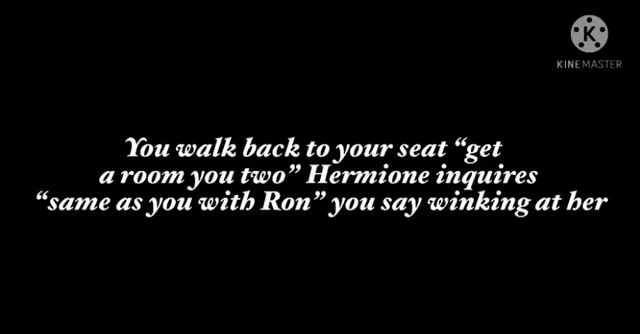 K
KINEMASTER
You walk back to your seat “get
a room you two” Hermione inquires
“same as you with Ron” you say winking at her